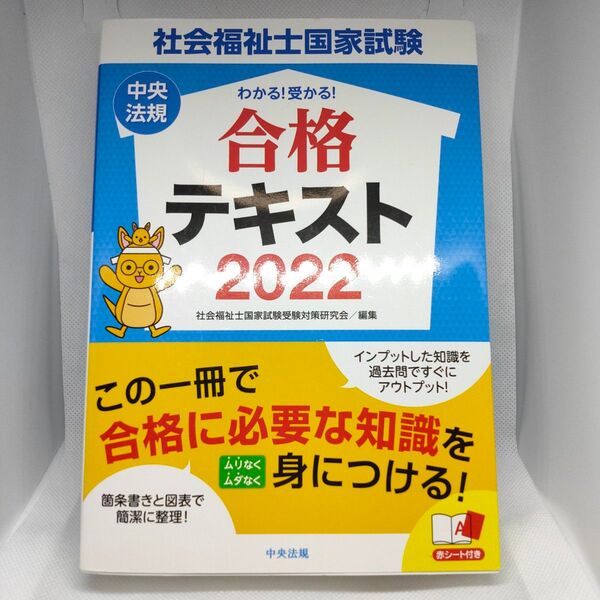 社会福祉士国家試験
中央
法規
わかる!受かる!
合格
テキスト
2022
社会福祉士国家試験受験対策研究会/編集
インプットした知識を
過去問ですぐに
アウトプット!
この一冊で
合格に必要な知識を
ムリなく
ムダなく
身につける!
箇条書きと図表で
簡潔に整理!
A
赤シート付き
中央法規